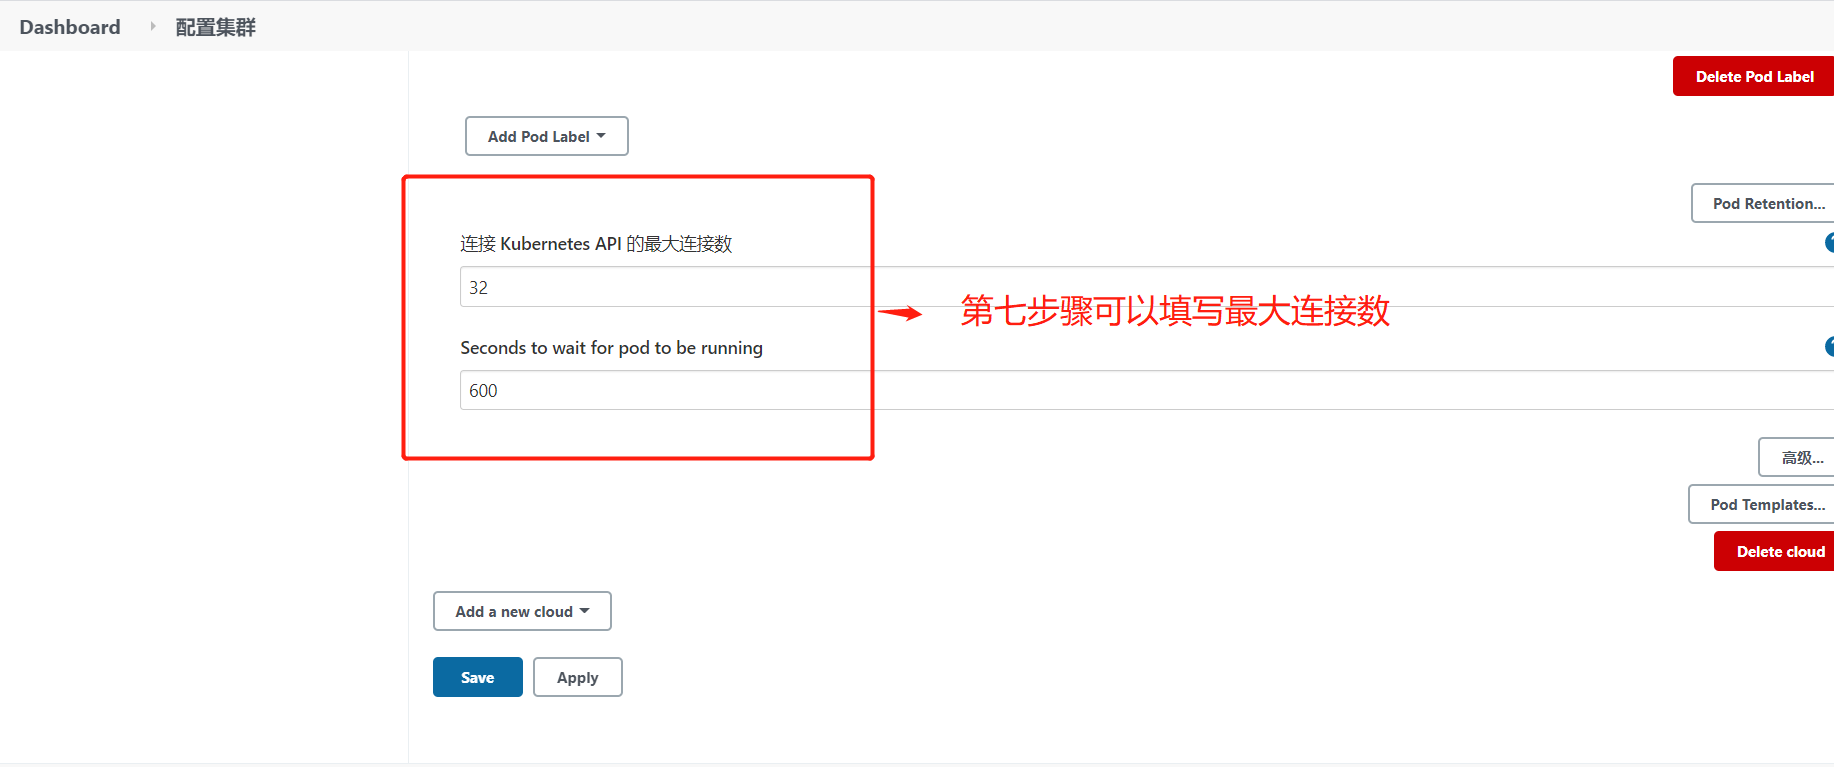 Dashboard 配置集群
Delete Pod Label
Add Pod Label
Pod Retention...
连接 Kubernetes API 的最大连接数
32
第七步骤可以填写最大连接数
Seconds to wait for pod to be running
600
高级...
Pod Templates...
Delete cloud
Add a new cloud
Save Apply